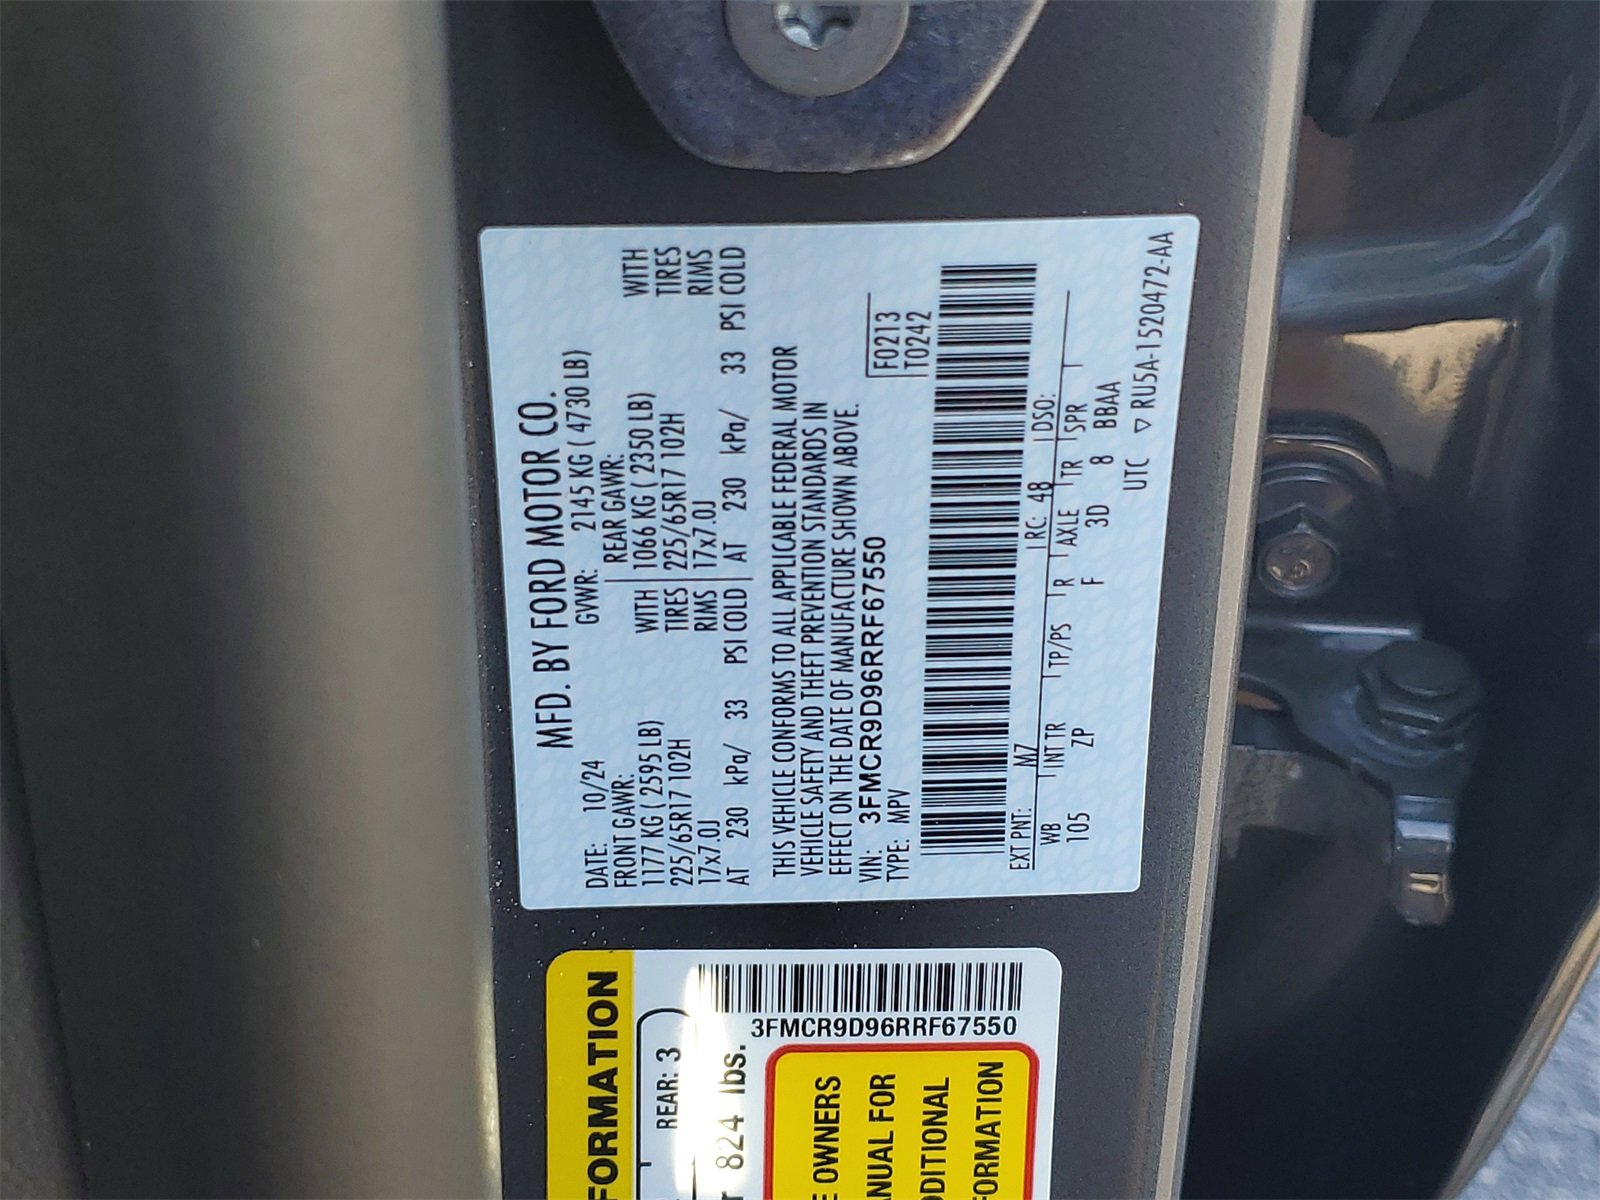 MFD. BY FORD MOTOR CO.
DATE: 10/24 GVWR: 2145 KG ( 4730 LB)
FRONT GAWR: REAR GAWR:
1177 KG ( 2595 LB) WITH 1066 KG ( 2350 LB) WITH
225/65R17 102H TIRES 225/65R17 102H TIRES
17x7.0J RIMS 17x7.0J RIMS
AT 230 kPa/ 33 PSI COLD AT 230 kPa/ 33 PSI COLD
THIS VEHICLE CONFORMS TO ALL APPLICABLE FEDERAL MOTOR
VEHICLE SAFETY AND THEFT PREVENTION STANDARDS IN
EFFECT ON THE DATE OF MANUFACTURE SHOWN ABOVE.
VIN: 3FMCR9D96RRF67550 F0213
TYPE: MPV T0242
EXT PNT: M7 RC: 48 DSO:
WB INT TR TP/PS R AXLE TR SPR
105 ZP F 3D 8 BBAA
UTC ▽ RU5A-1520472-AA
FORMATION
REAR: 3
824 lbs.
3FMCR9D96RRF67550
OWNERS
ANUAL FOR
DDITIONAL
FORMATION